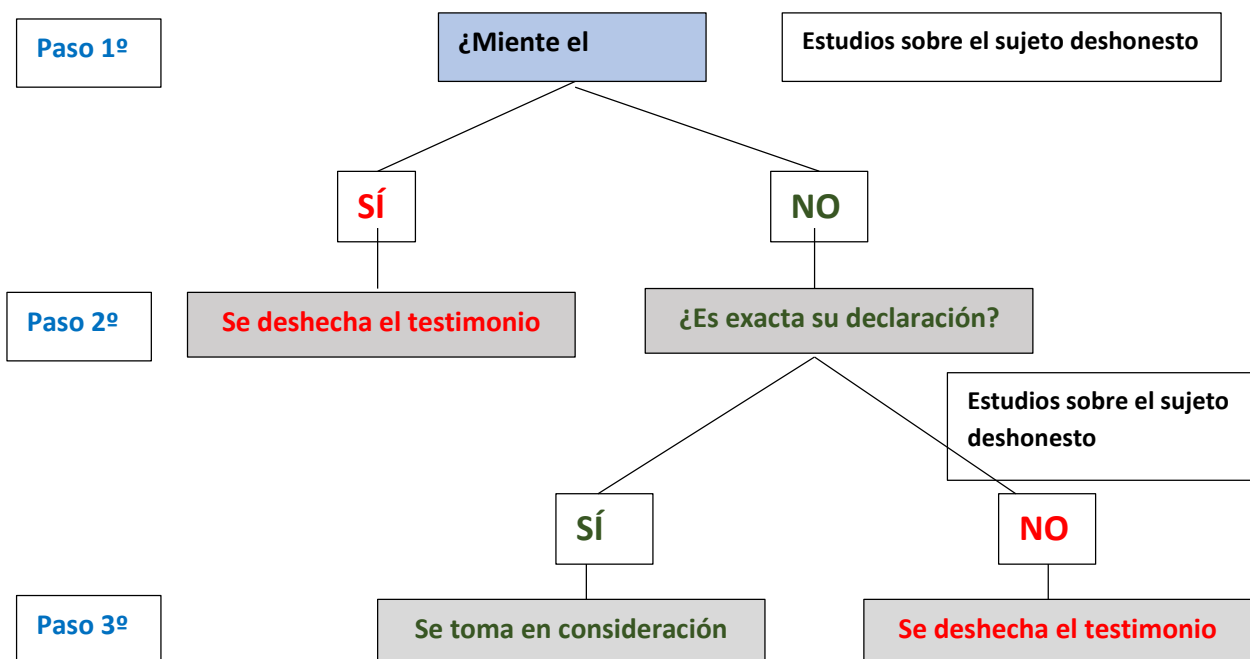 Paso 1º
¿Miente el
Estudios sobre el sujeto deshonesto
SÍ
NO
Paso 2º
Se deshecha el testimonio
¿Es exacta su declaración?
Estudios sobre el sujeto
deshonesto
SÍ
NO
Paso 3º
Se toma en consideración
Se deshecha el testimonio